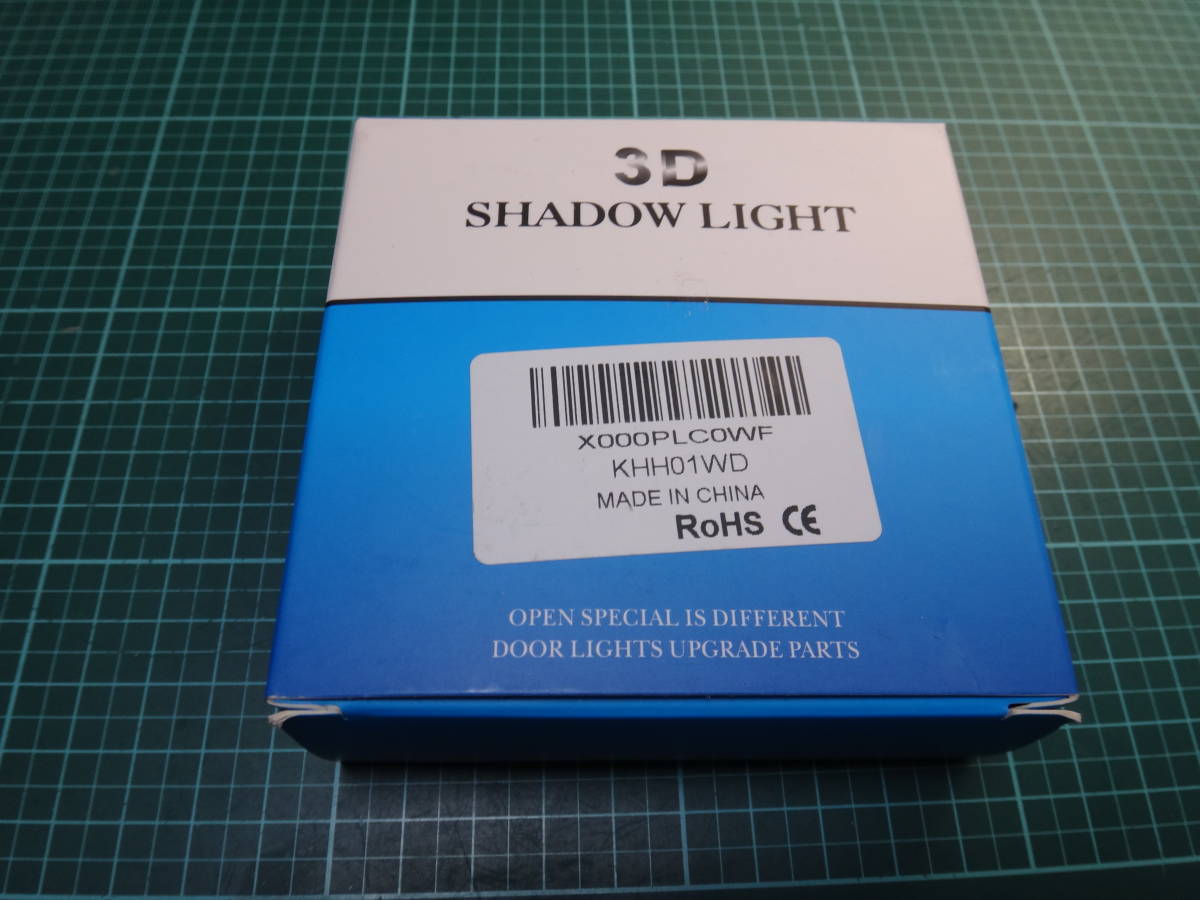 3D
SHADOW LIGHT
X000PLC0WF
KHH01WD
MADE IN CHINA
RoHS CE
OPEN SPECIAL IS DIFFERENT
DOOR LIGHTS UPGRADE PARTS